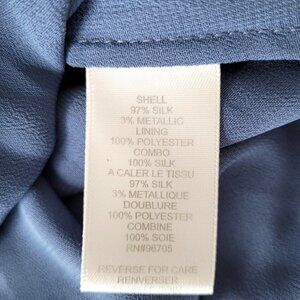 SHELL
97% SILK
3% METALLIC
LINING
100% POLYESTER
COMBO
100% SILK
A CALER LE TISSU
97% SILK
3% METALLIQUE
DOUBLURE
100% POLYESTER
COMBINE
100% SOIE
RN#96705
REVERSE FOR CARE
RENVERSER